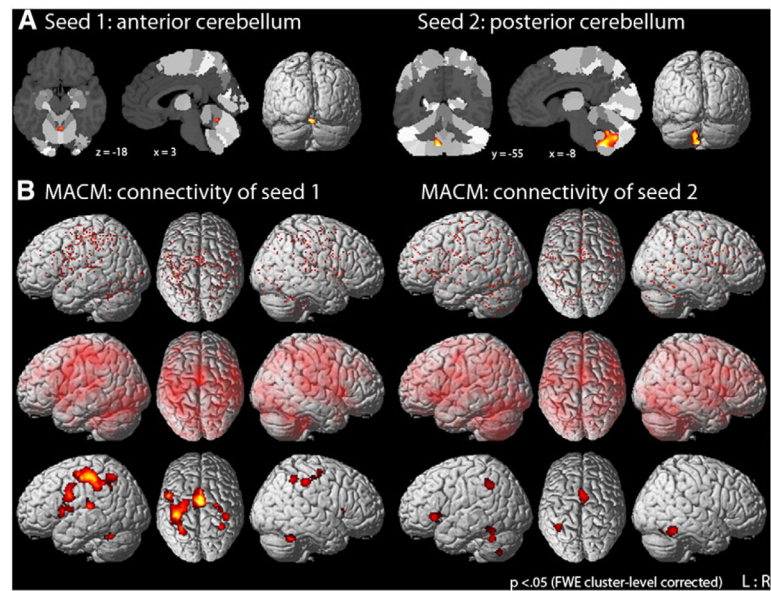 A Seed 1: anterior cerebellum Seed 2: posterior cerebellum
z = -18 x = 3 y = -55 x = -8
B MACM: connectivity of seed 1 MACM: connectivity of seed 2
p <.05 (FWE cluster-level corrected) L : R